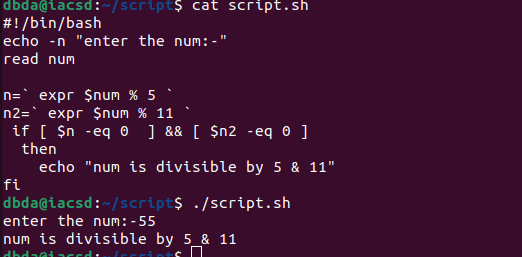 dbda@iacsd:~/script$ cat script.sh
#!/bin/bash
echo -n "enter the num:-"
read num
n=` expr $num % 5 `
n2=` expr $num % 11 `
if [ $n -eq 0  ] && [ $n2 -eq 0 ]
then
echo "num is divisible by 5 & 11"
fi
dbda@iacsd:~/script$ ./script.sh
enter the num:-55
num is divisible by 5 & 11
dbda@iacsd:~/script$